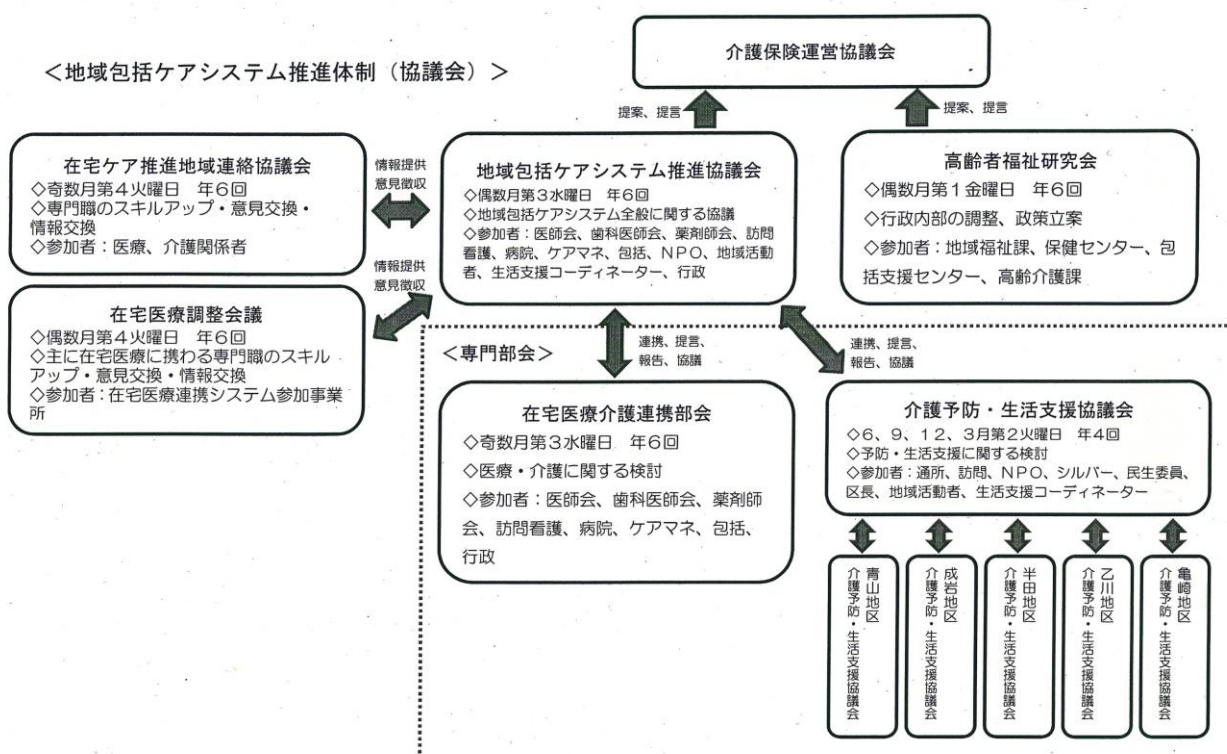 ＜地域包括ケアシステム推進体制（協議会）＞
介護保険運営協議会
提案、提言
提案、提言
在宅ケア推進地域連絡協議会
◇奇数月第４火曜日　年６回
◇専門職のスキルアップ・意見交換・
情報交換
◇参加者：医療、介護関係者
情報提供
意見徴収
地域包括ケアシステム推進協議会
◇偶数月第３水曜日　年６回
◇地域包括ケアシステム全般に関する協議
◇参加者：医師会、歯科医師会、薬剤師会、訪問
看護、病院、ケアマネ、包括、ＮＰＯ、地域活動
者、生活支援コーディネーター、行政
高齢者福祉研究会
◇偶数月第１金曜日　年６回
◇行政内部の調整、政策立案
◇参加者：地域福祉課、保健センター、包
括支援センター、高齢介護課
情報提供
意見徴収
在宅医療調整会議
◇偶数月第４火曜日　年６回
◇主に在宅医療に携わる専門職のスキル
アップ・意見交換・情報交換
◇参加者：在宅医療連携システム参加事業
所
＜専門部会＞
連携、提言、
報告、協議
連携、提言、
報告、協議
在宅医療介護連携部会
◇奇数月第３水曜日　年６回
◇医療・介護に関する検討
◇参加者：医師会、歯科医師会、薬剤師
会、訪問看護、病院、ケアマネ、包括、
行政
介護予防・生活支援協議会
◇６、９、１２、３月第２火曜日　年４回
◇予防・生活支援に関する検討
◇参加者：通所、訪問、ＮＰＯ、シルバー、民生委員、
区長、地域活動者、生活支援コーディネーター
青山地区
介護予防・生活支援協議会
成岩地区
介護予防・生活支援協議会
半田地区
介護予防・生活支援協議会
乙川地区
介護予防・生活支援協議会
亀崎地区
介護予防・生活支援協議会